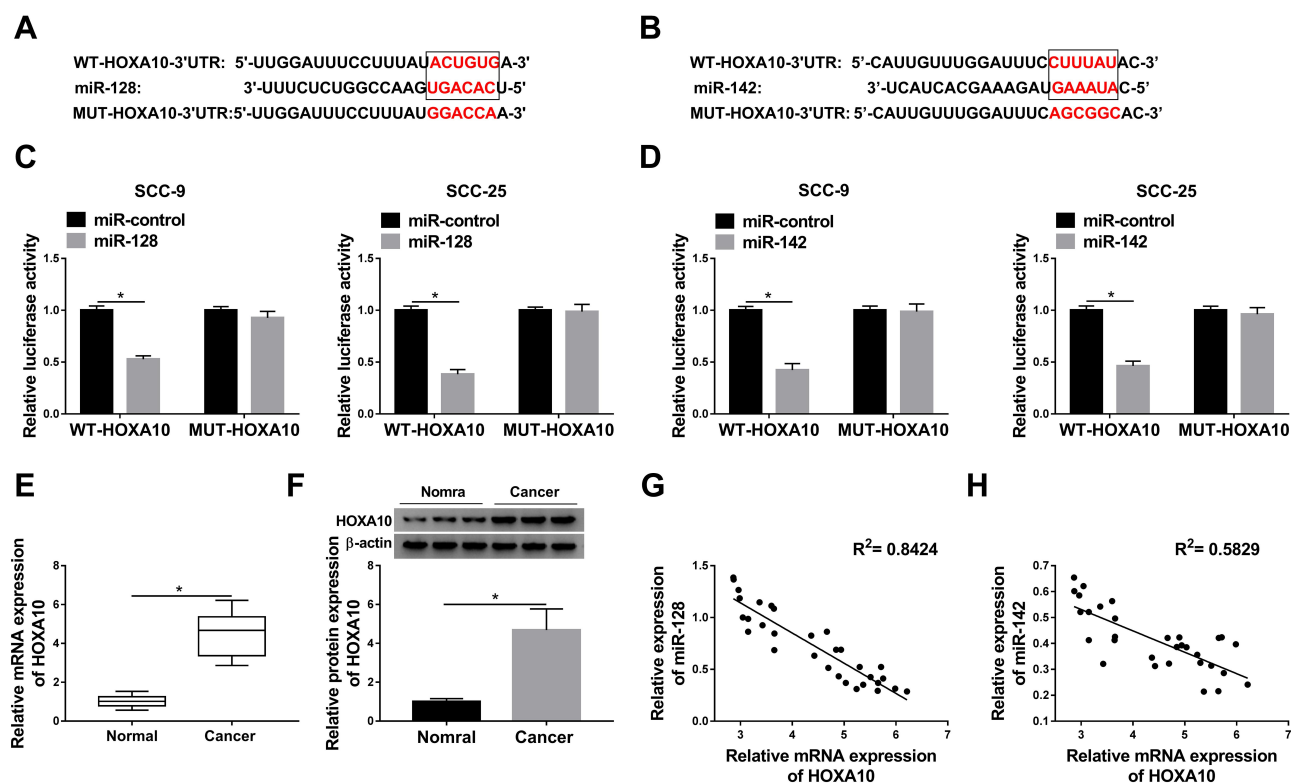 A
WT-HOXA10-3'UTR: 5'-UUGGAUUUCCUUUAUACUGUGA-3'
miR-128: 3'-UUUCUCUGGCCAAGUGACACU-5'
MUT-HOXA10-3'UTR:5'-UUGGAUUUCCUUUAUGGACCAA-3'
B
WT-HOXA10-3'UTR: 5'-CAUUGUUUGGAUUUCCUUUAUAC-3'
miR-142: 3'-UCAUCACGAAAGAUGAAAUAC-5'
MUT-HOXA10-3'UTR: 5'-CAUUGUUUGGAUUUCAGCGGCAC-3'
C
SCC-9
miR-control
miR-128
Relative luciferase activity
1.5
1.0
0.5
0.0
*
WT-HOXA10 MUT-HOXA10
SCC-25
miR-control
miR-128
Relative luciferase activity
1.5
1.0
0.5
0.0
*
WT-HOXA10 MUT-HOXA10
D
SCC-9
miR-control
miR-142
Relative luciferase activity
1.5
1.0
0.5
0.0
*
WT-HOXA10 MUT-HOXA10
SCC-25
miR-control
miR-142
Relative luciferase activity
1.5
1.0
0.5
0.0
*
WT-HOXA10 MUT-HOXA10
E
Relative mRNA expression
of HOXA10
8
6
4
2
0
*
Normal Cancer
F
Nomra Cancer
HOXA10
β-actin
Relative protein expression
of HOXA10
8
6
4
2
0
*
Nomral Cancer
G
R²= 0.8424
Relative expression
of miR-128
1.5
1.0
0.5
0.0
3 4 5 6 7
Relative mRNA expression
of HOXA10
H
R²= 0.5829
Relative expression
of miR-142
0.7
0.6
0.5
0.4
0.3
0.2
0.1
3 4 5 6 7
Relative mRNA expression
of HOXA10